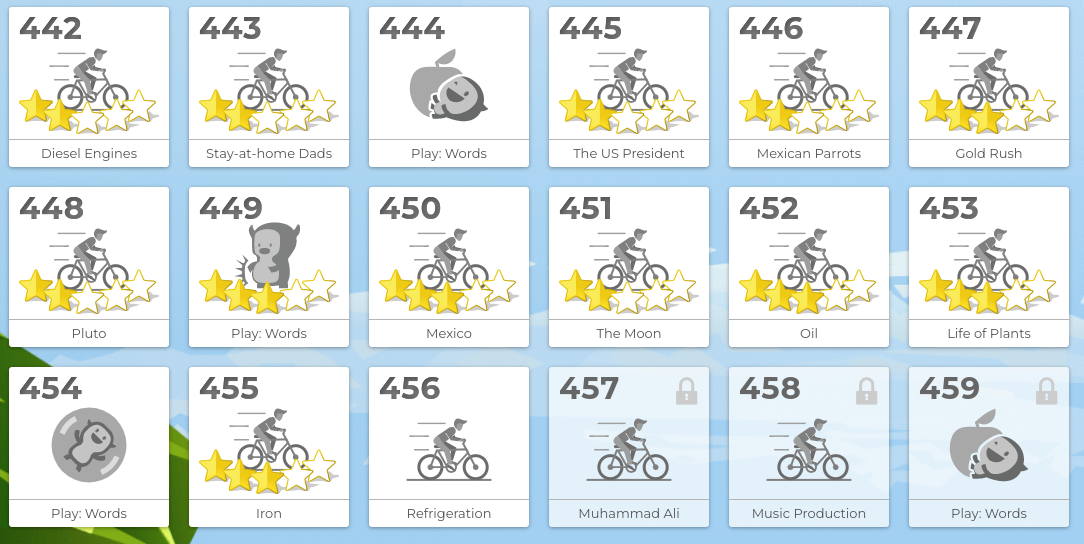 442
443
444
445
446
447
Diesel Engines
Stay-at-home Dads
Play: Words
The US President
Mexican Parrots
Gold Rush
448
449
450
451
452
453
Pluto
Play: Words
Mexico
The Moon
Oil
Life of Plants
454
455
456
457
458
459
Play: Words
Iron
Refrigeration
Muhammad Ali
Music Production
Play: Words